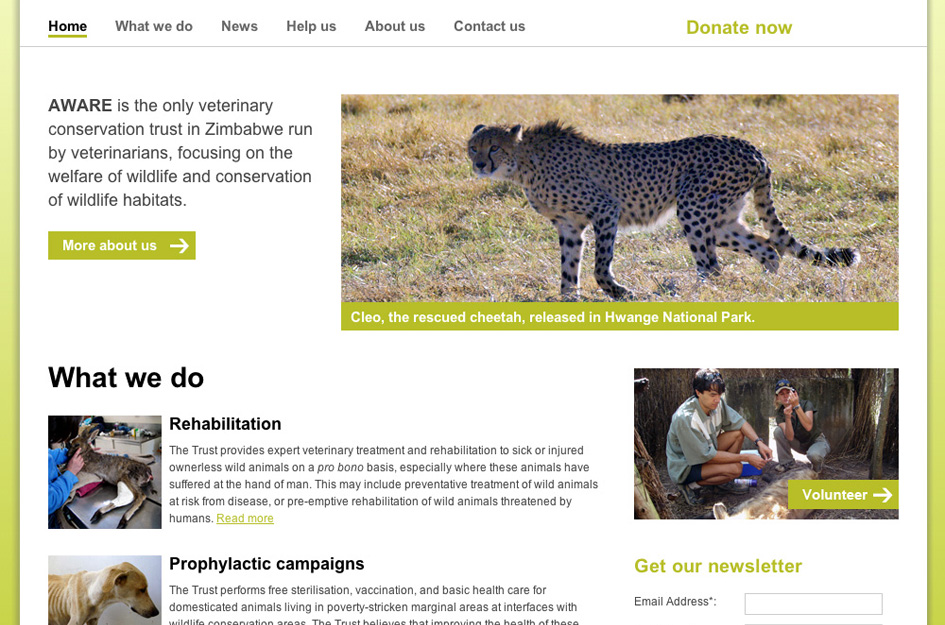 Home What we do News Help us About us Contact us Donate now
AWARE is the only veterinary
conservation trust in Zimbabwe run
by veterinarians, focusing on the
welfare of wildlife and conservation
of wildlife habitats.
More about us
Cleo, the rescued cheetah, released in Hwange National Park.
What we do
Rehabilitation
The Trust provides expert veterinary treatment and rehabilitation to sick or injured
ownerless wild animals on a pro bono basis, especially where these animals have
suffered at the hand of man. This may include preventative treatment of wild animals
at risk from disease, or pre-emptive rehabilitation of wild animals threatened by
humans. Read more
Prophylactic campaigns
The Trust performs free sterilisation, vaccination, and basic health care for
domesticated animals living in poverty-stricken marginal areas at interfaces with
wildlife conservation areas. The Trust believes that improving the health of these
Volunteer
Get our newsletter
Email Address*: